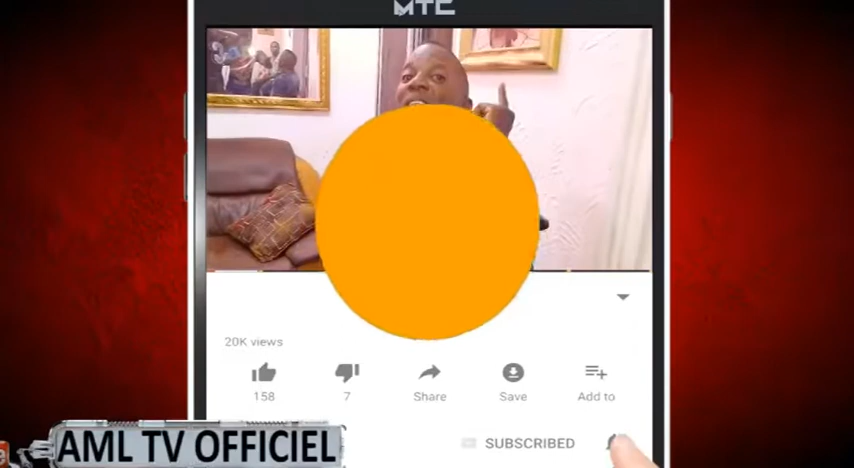 MTC
20K views
158
7
Share
Save
Add to
SUBSCRIBED
AML TV OFFICIEL